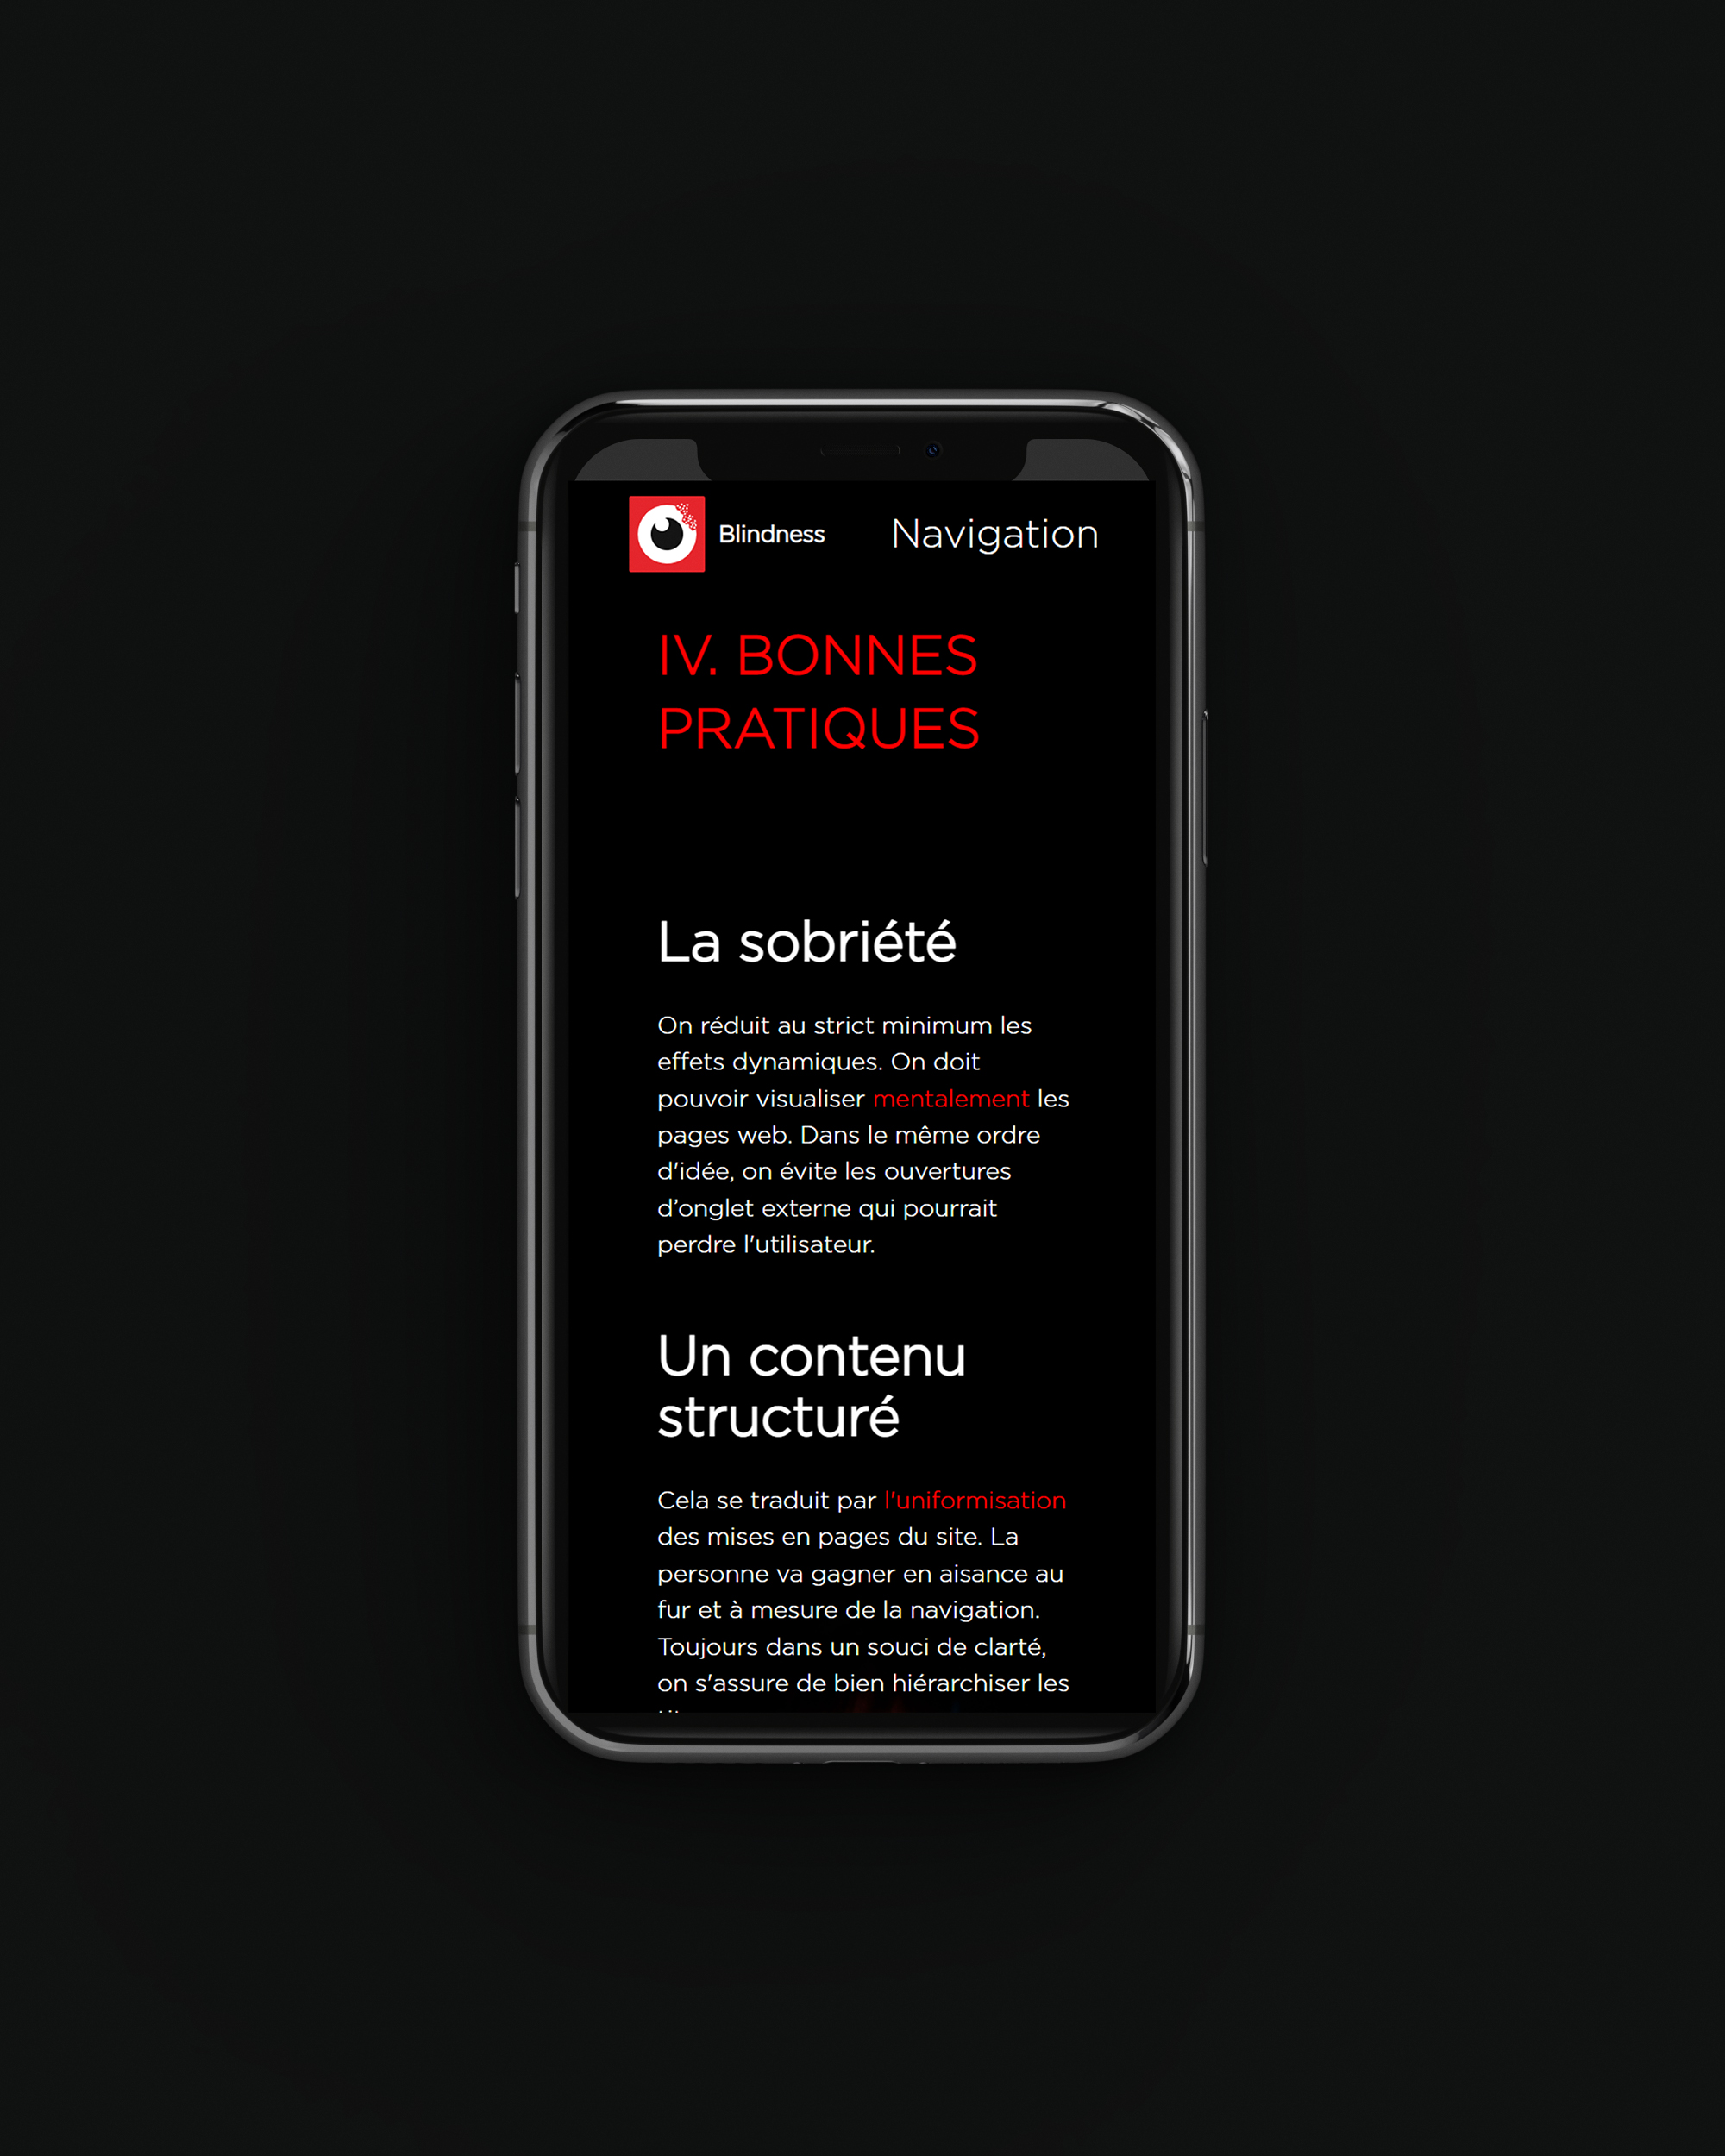 Blindness
Navigation
IV. BONNES
PRATIQUES
La sobriété
On réduit au strict minimum les
effets dynamiques. On doit
pouvoir visualiser mentalement les
pages web. Dans le même ordre
d'idée, on évite les ouvertures
d’onglet externe qui pourrait
perdre l'utilisateur.
Un contenu
structuré
Cela se traduit par l'uniformisation
des mises en pages du site. La
personne va gagner en aisance au
fur et à mesure de la navigation.
Toujours dans un souci de clarté,
on s'assure de bien hiérarchiser les